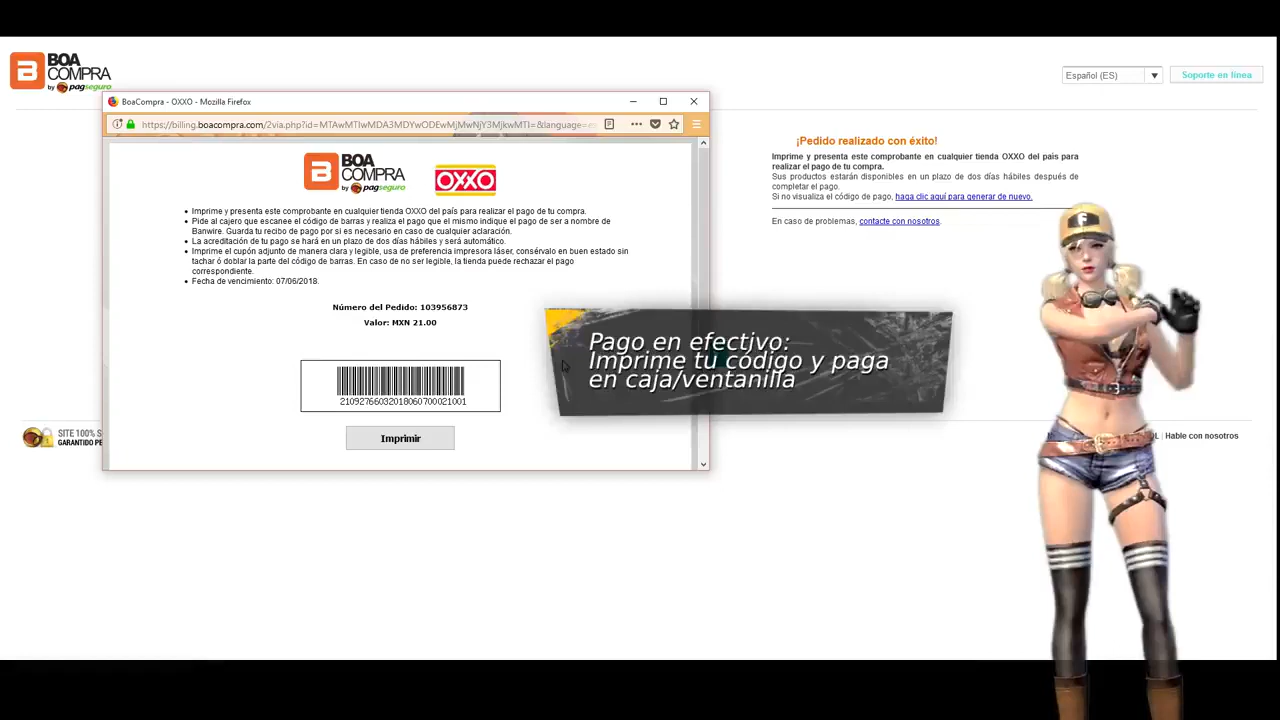 BOA
COMPRA
by pagseguro
Español (ES)
Soporte en línea
BoaCompra - OXXO - Mozilla Firefox
BOA
COMPRA
by pagseguro
OXXO
• Imprime y presenta este comprobante en cualquier tienda OXXO del país para realizar el pago de tu compra.
• Pide al cajero que escanee el código de barras y realiza el pago que el mismo indique el pago de ser a nombre de
Banwire. Guarda tu recibo de pago por si es necesario en caso de cualquier aclaración.
• La acreditación de tu pago se hará en un plazo de dos días hábiles y será automático.
• Imprime el cupón adjunto de manera clara y legible, usa de preferencia impresora láser, consérvalo en buen estado sin
tachar ó doblar la parte del código de barras. En caso de no ser legible, la tienda puede rechazar el pago
correspondiente.
• Fecha de vencimiento: 07/06/2018.
Número del Pedido: 103956873
Valor: MXN 21.00
21092766032018060700021001
Imprimir
¡Pedido realizado con éxito!
Imprime y presenta este comprobante en cualquier tienda OXXO del país para
realizar el pago de tu compra.
Sus productos estarán disponibles en un plazo de dos días hábiles después de
completar el pago.
Si no visualiza el código de pago, haga clic aquí para generar de nuevo.
En caso de problemas, contacte con nosotros.
Pago en efectivo:
Imprime tu código y paga
en caja/ventanilla
SITE 100% S
GARANTIDO PE
Hable con nosotros